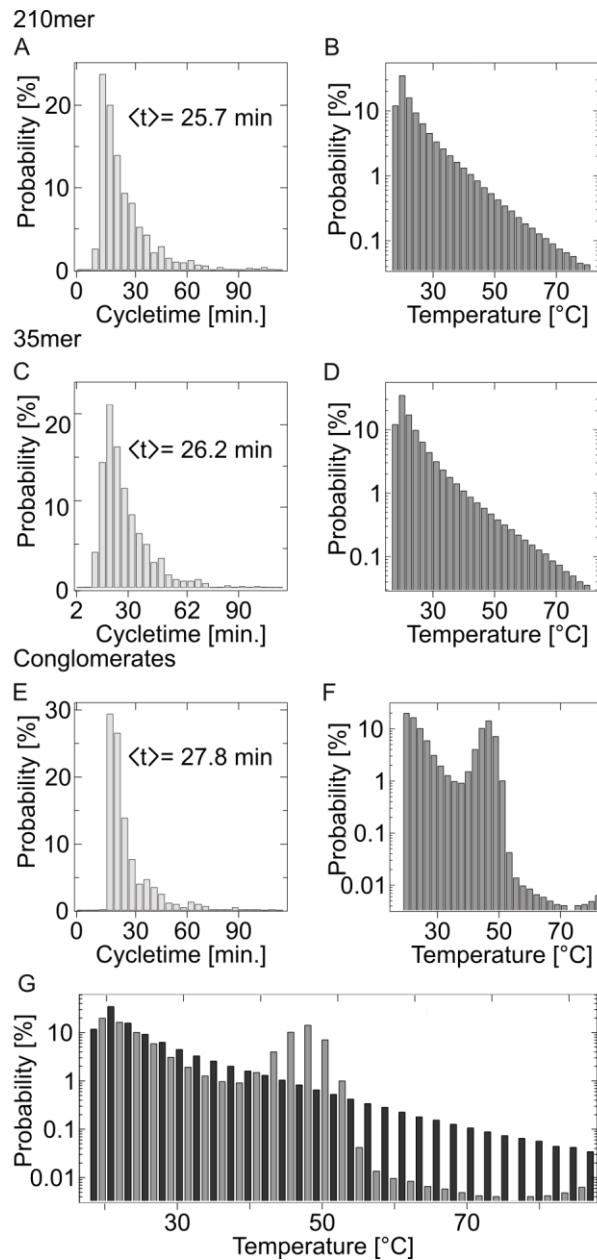 210mer
A
B
Probability [%]
20
10
0
⟨t⟩= 25.7 min
0 30 60 90
Cycletime [min.]
Probability [%]
10
1
0.1
30 50 70
Temperature [°C]
35mer
C
D
Probability [%]
20
10
0
⟨t⟩= 26.2 min
2 30 62 90
Cycletime [min.]
Probability [%]
10
1
0.1
30 50 70
Temperature [°C]
Conglomerates
E
F
Probability [%]
30
20
10
0
⟨t⟩= 27.8 min
0 30 60 90
Cycletime [min.]
Probability [%]
10
1
0.1
0.01
30 50 70
Temperature [°C]
G
Probability [%]
10
1
0.1
0.01
30 50 70
Temperature [°C]